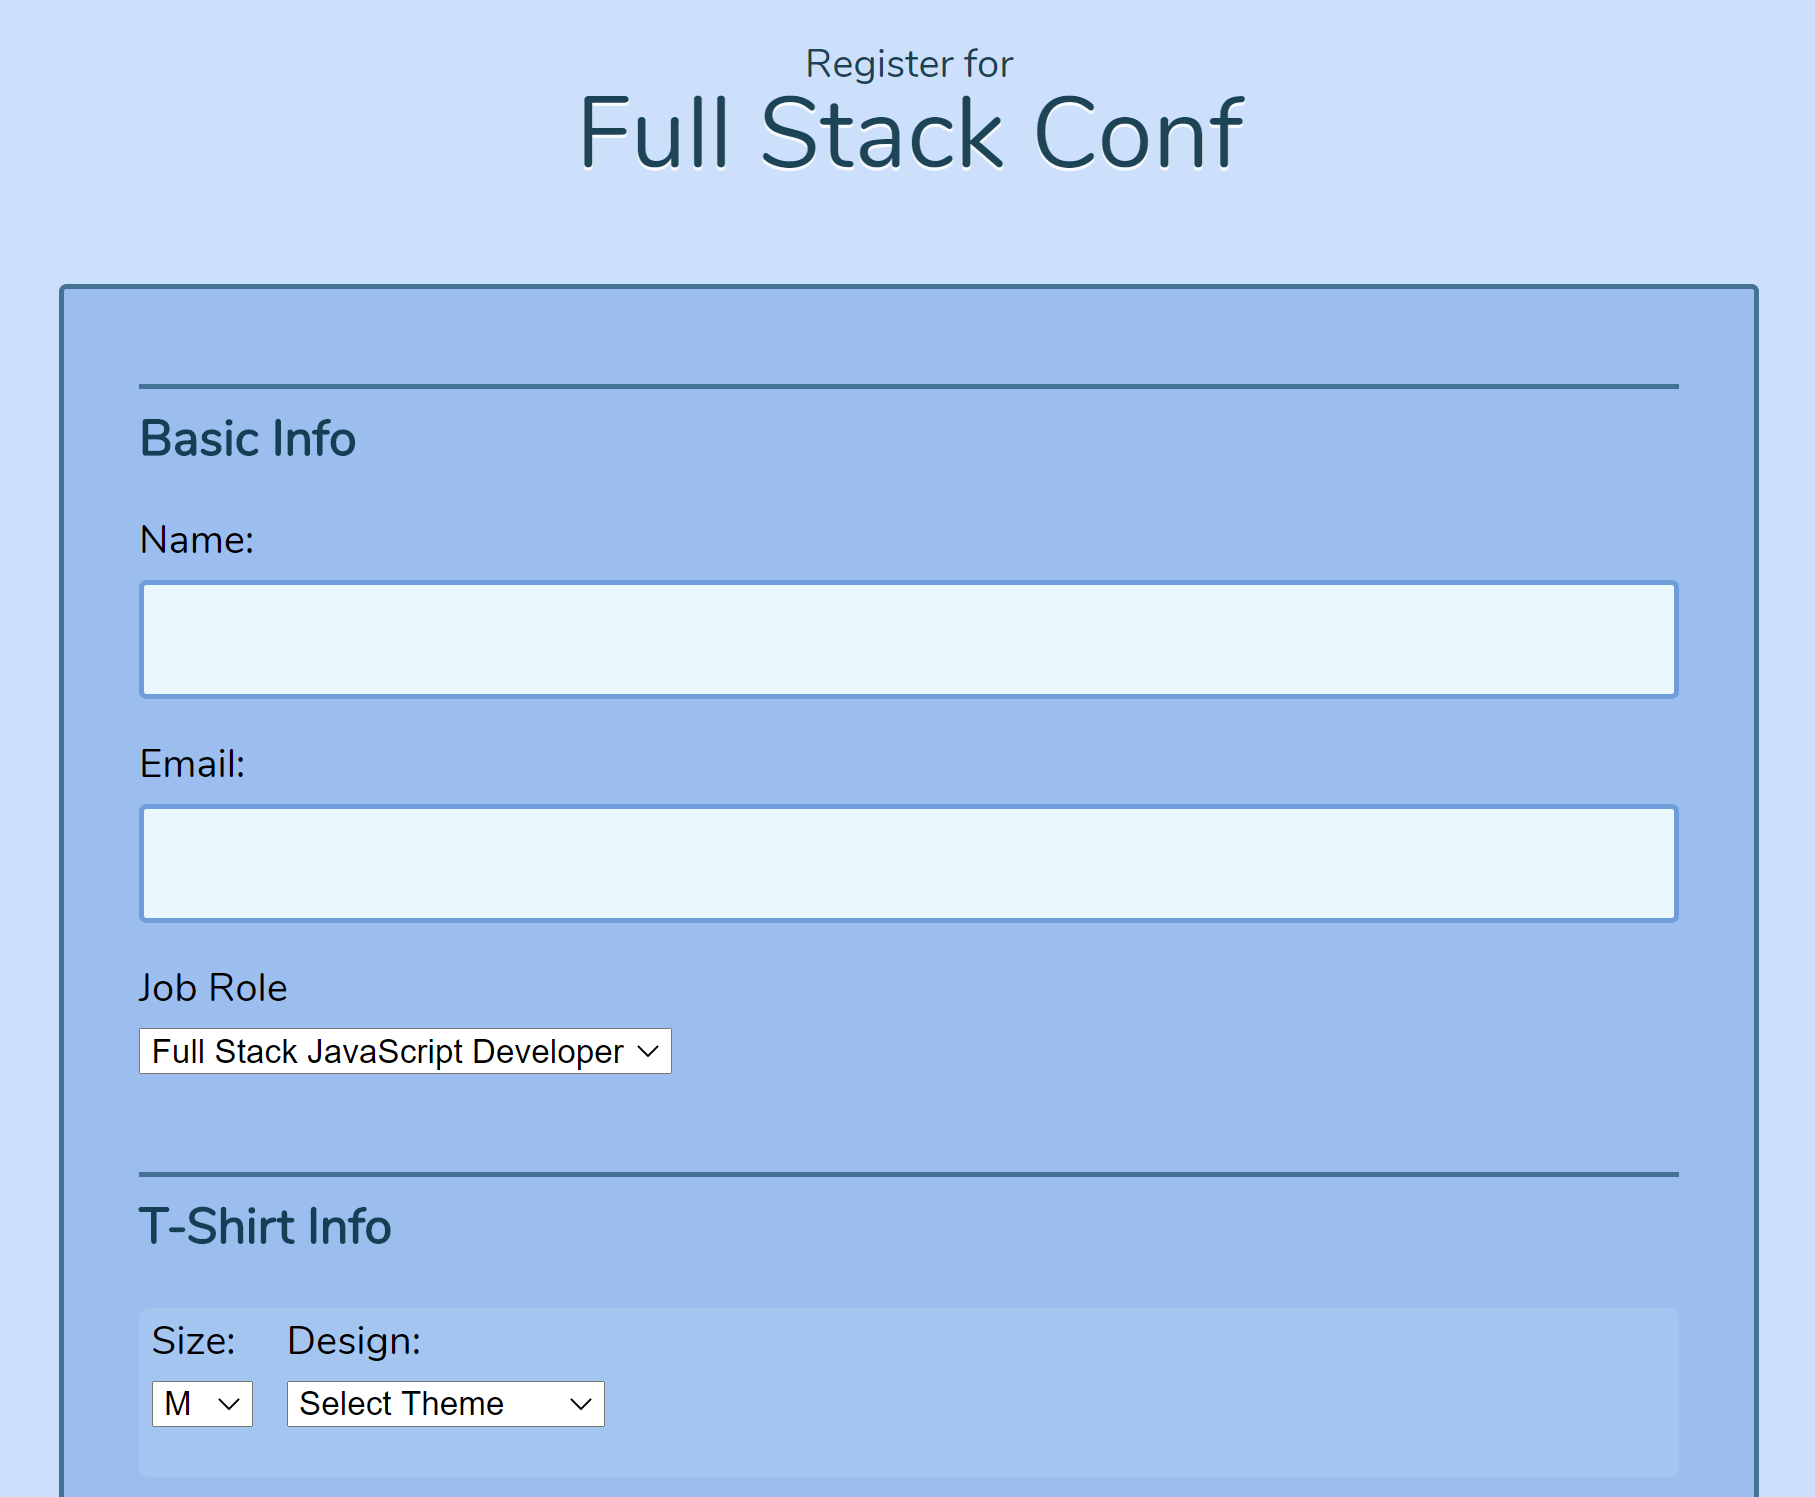 Register for
Full Stack Conf
Basic Info
Name:
Email:
Job Role
Full Stack JavaScript Developer
T-Shirt Info
Size: Design:
M Select Theme